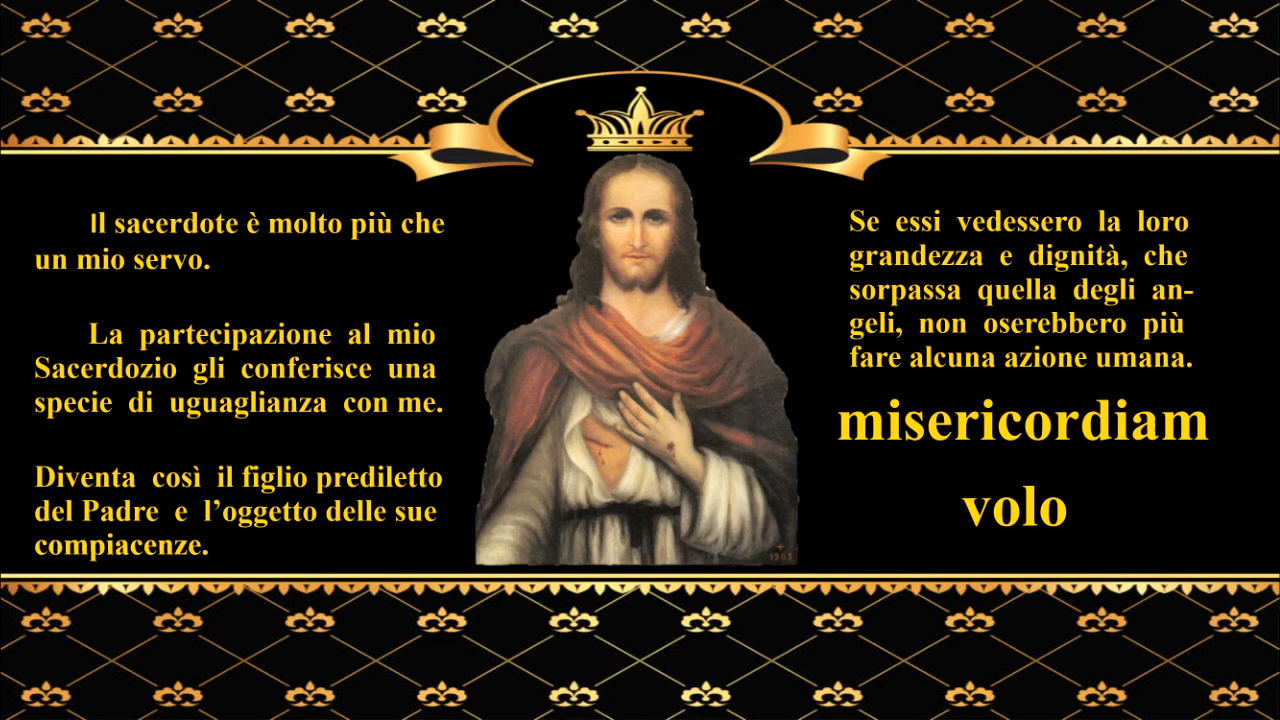 Il sacerdote è molto più che
un mio servo.
La partecipazione al mio
Sacerdozio gli conferisce una
specie di uguaglianza con me.
Diventa così il figlio prediletto
del Padre e l’oggetto delle sue
compiacenze.
Se essi vedessero la loro
grandezza e dignità, che
sorpassa quella degli an-
geli, non oserebbero più
fare alcuna azione umana.
misericordiam
volo